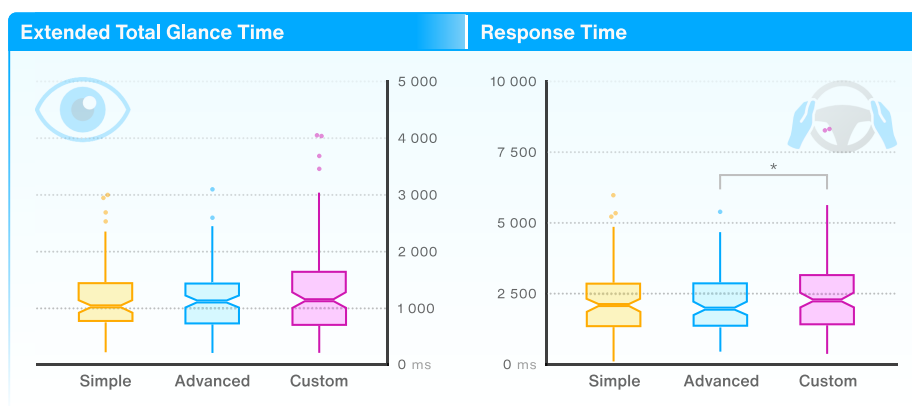 Extended Total Glance Time
5 000
4 000
3 000
2 000
1 000
0 ms
Simple Advanced Custom
Response Time
10 000
7 500
*
5 000
2 500
0 ms
Simple Advanced Custom